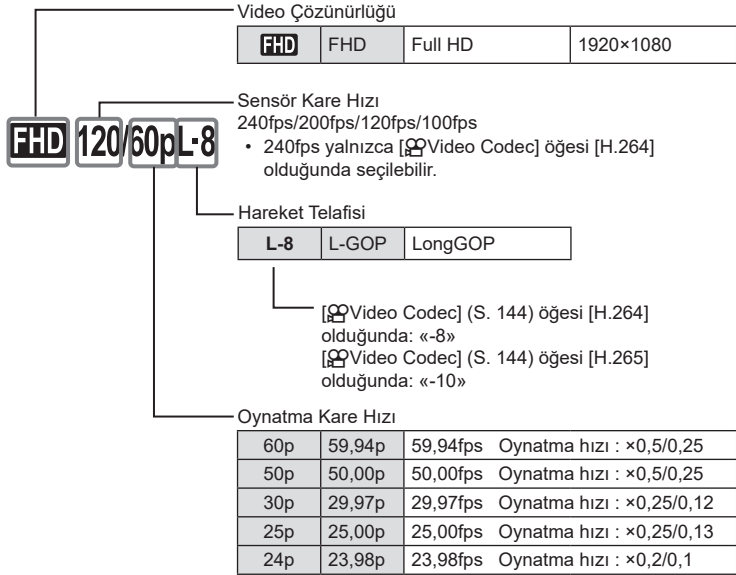 Video Çözünürlüğü
FHD FHD Full HD 1920×1080
Sensör Kare Hızı
240fps/200fps/120fps/100fps
• 240fps yalnızca [Video Codec] öğesi [H.264]
olduğunda seçilebilir.
FHD 120/60p L-8
Hareket Telafisi
L-8 L-GOP LongGOP
[Video Codec] (S. 144) öğesi [H.264]
olduğunda: «-8»
[Video Codec] (S. 144) öğesi [H.265]
olduğunda: «-10»
Oynatma Kare Hızı
60p 59,94p 59,94fps Oynatma hızı : ×0,5/0,25
50p 50,00p 50,00fps Oynatma hızı : ×0,5/0,25
30p 29,97p 29,97fps Oynatma hızı : ×0,25/0,12
25p 25,00p 25,00fps Oynatma hızı : ×0,25/0,13
24p 23,98p 23,98fps Oynatma hızı : ×0,2/0,1